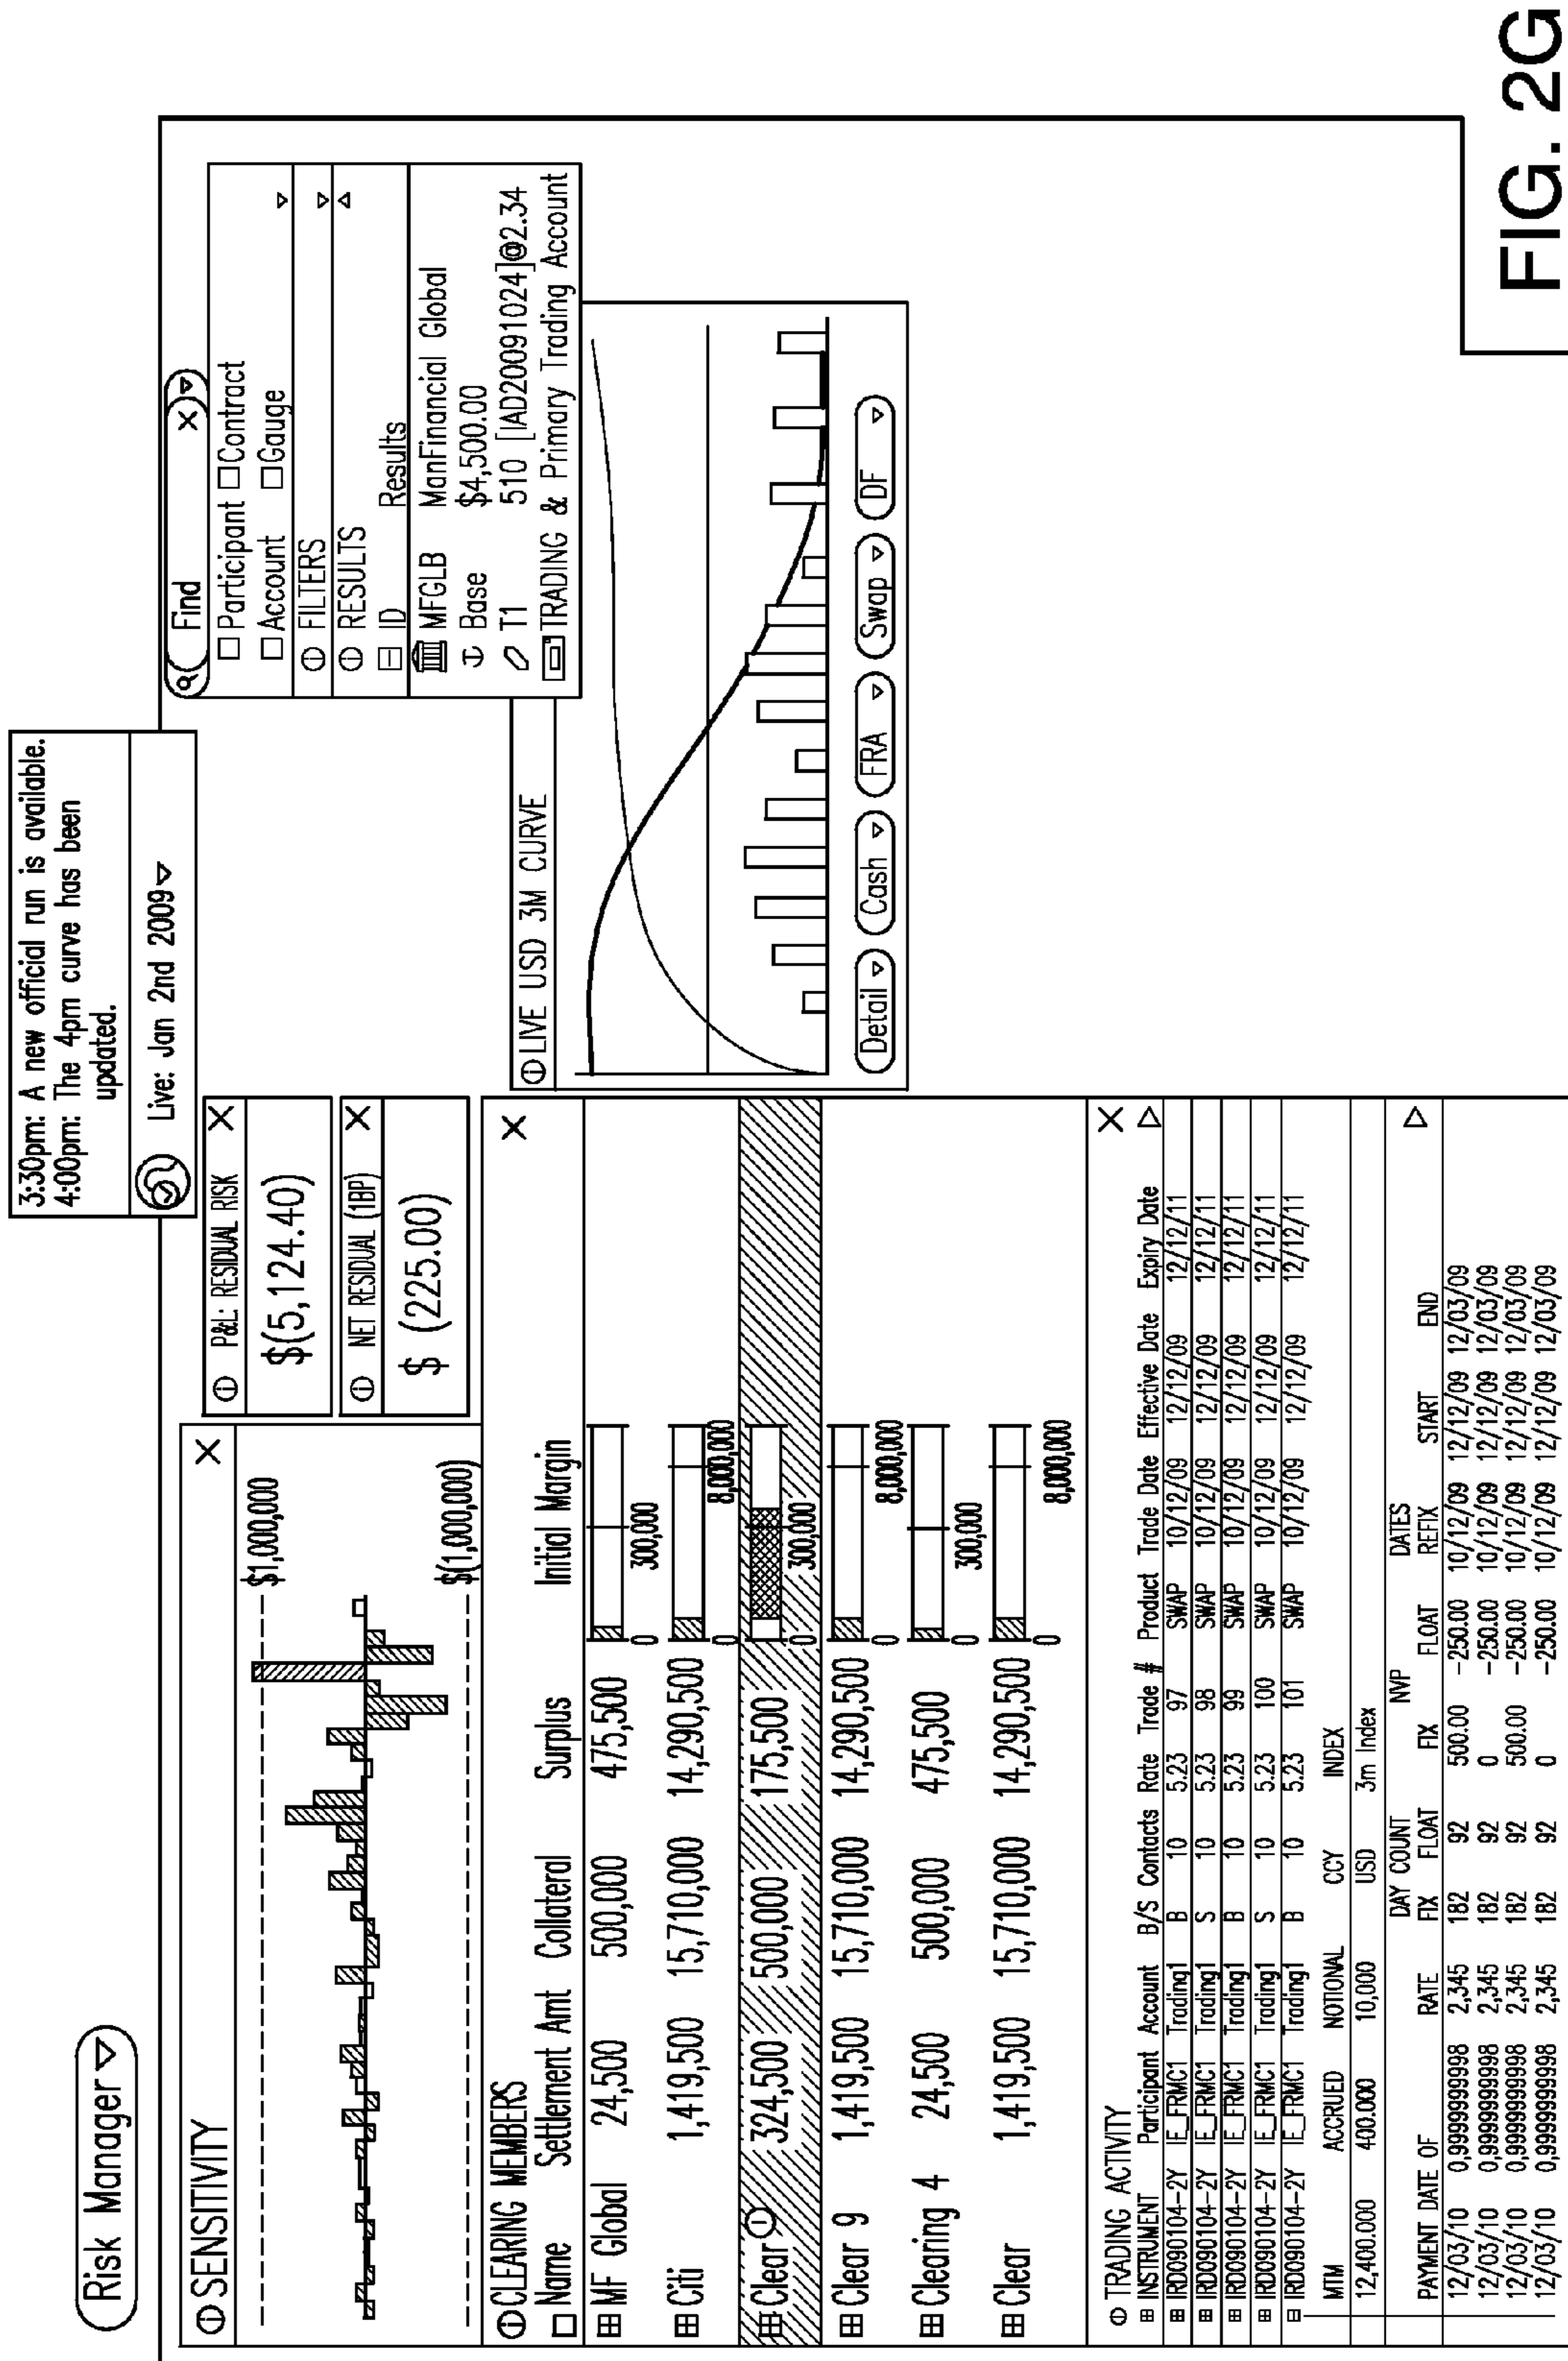 3:30pm: A new official run is available.
4:00pm: The 4pm curve has been
updated.
Live: Jan 2nd 2009
Risk Manager
SENSITIVITY
$1,000,000
$(1,000,000)
P&L: RESIDUAL RISK
$(5,124.40)
NET RESIDUAL (1BP)
$ (225.00)
Find
Participant Contract
Account Gauge
FILTERS
RESULTS
ID Results
MFGLB ManFinancial Global
Base $4,500.00
T1 510 [IAD20091024]@2.34
TRADING & Primary Trading Account
LIVE USD 3M CURVE
Detail Cash FRA Swap DF
CLEARING MEMBERS
Name Settlement Amt Collateral Surplus Initial Margin
MF Global 24,500 500,000 475,500
0 300,000
Citi 1,419,500 15,710,000 14,290,500
0 8,000,000
Clear 324,500 500,000 175,500
0 300,000
Clear 9 1,419,500 15,710,000 14,290,500
0 8,000,000
Clearing 4 24,500 500,000 475,500
0 300,000
Clear 1,419,500 15,710,000 14,290,500
0 8,000,000
TRADING ACTIVITY
INSTRUMENT Participant Account B/S Contacts Rate Trade # Product Trade Date Effective Date Expiry Date
IRD090104-2Y IE_FRMC1 Trading1 B 10 5.23 97 SWAP 10/12/09 12/12/09 12/12/11
IRD090104-2Y IE_FRMC1 Trading1 S 10 5.23 98 SWAP 10/12/09 12/12/09 12/12/11
IRD090104-2Y IE_FRMC1 Trading1 B 10 5.23 99 SWAP 10/12/09 12/12/09 12/12/11
IRD090104-2Y IE_FRMC1 Trading1 S 10 5.23 100 SWAP 10/12/09 12/12/09 12/12/11
IRD090104-2Y IE_FRMC1 Trading1 B 10 5.23 101 SWAP 10/12/09 12/12/09 12/12/11
MTM ACCRUED NOTIONAL CCY INDEX
12,400.000 400.000 10,000 USD 3m Index
DAY COUNT NVP DATES
PAYMENT DATE OF RATE FIX FLOAT FIX FLOAT REFIX START END
12/03/10 0,9999999998 2,345 182 92 500.00 -250.00 10/12/09 12/12/09 12/03/09
12/03/10 0,9999999998 2,345 182 92 0 -250.00 10/12/09 12/12/09 12/03/09
12/03/10 0,9999999998 2,345 182 92 500.00 -250.00 10/12/09 12/12/09 12/03/09
12/03/10 0,9999999998 2,345 182 92 0 -250.00 10/12/09 12/12/09 12/03/09
FIG. 2G